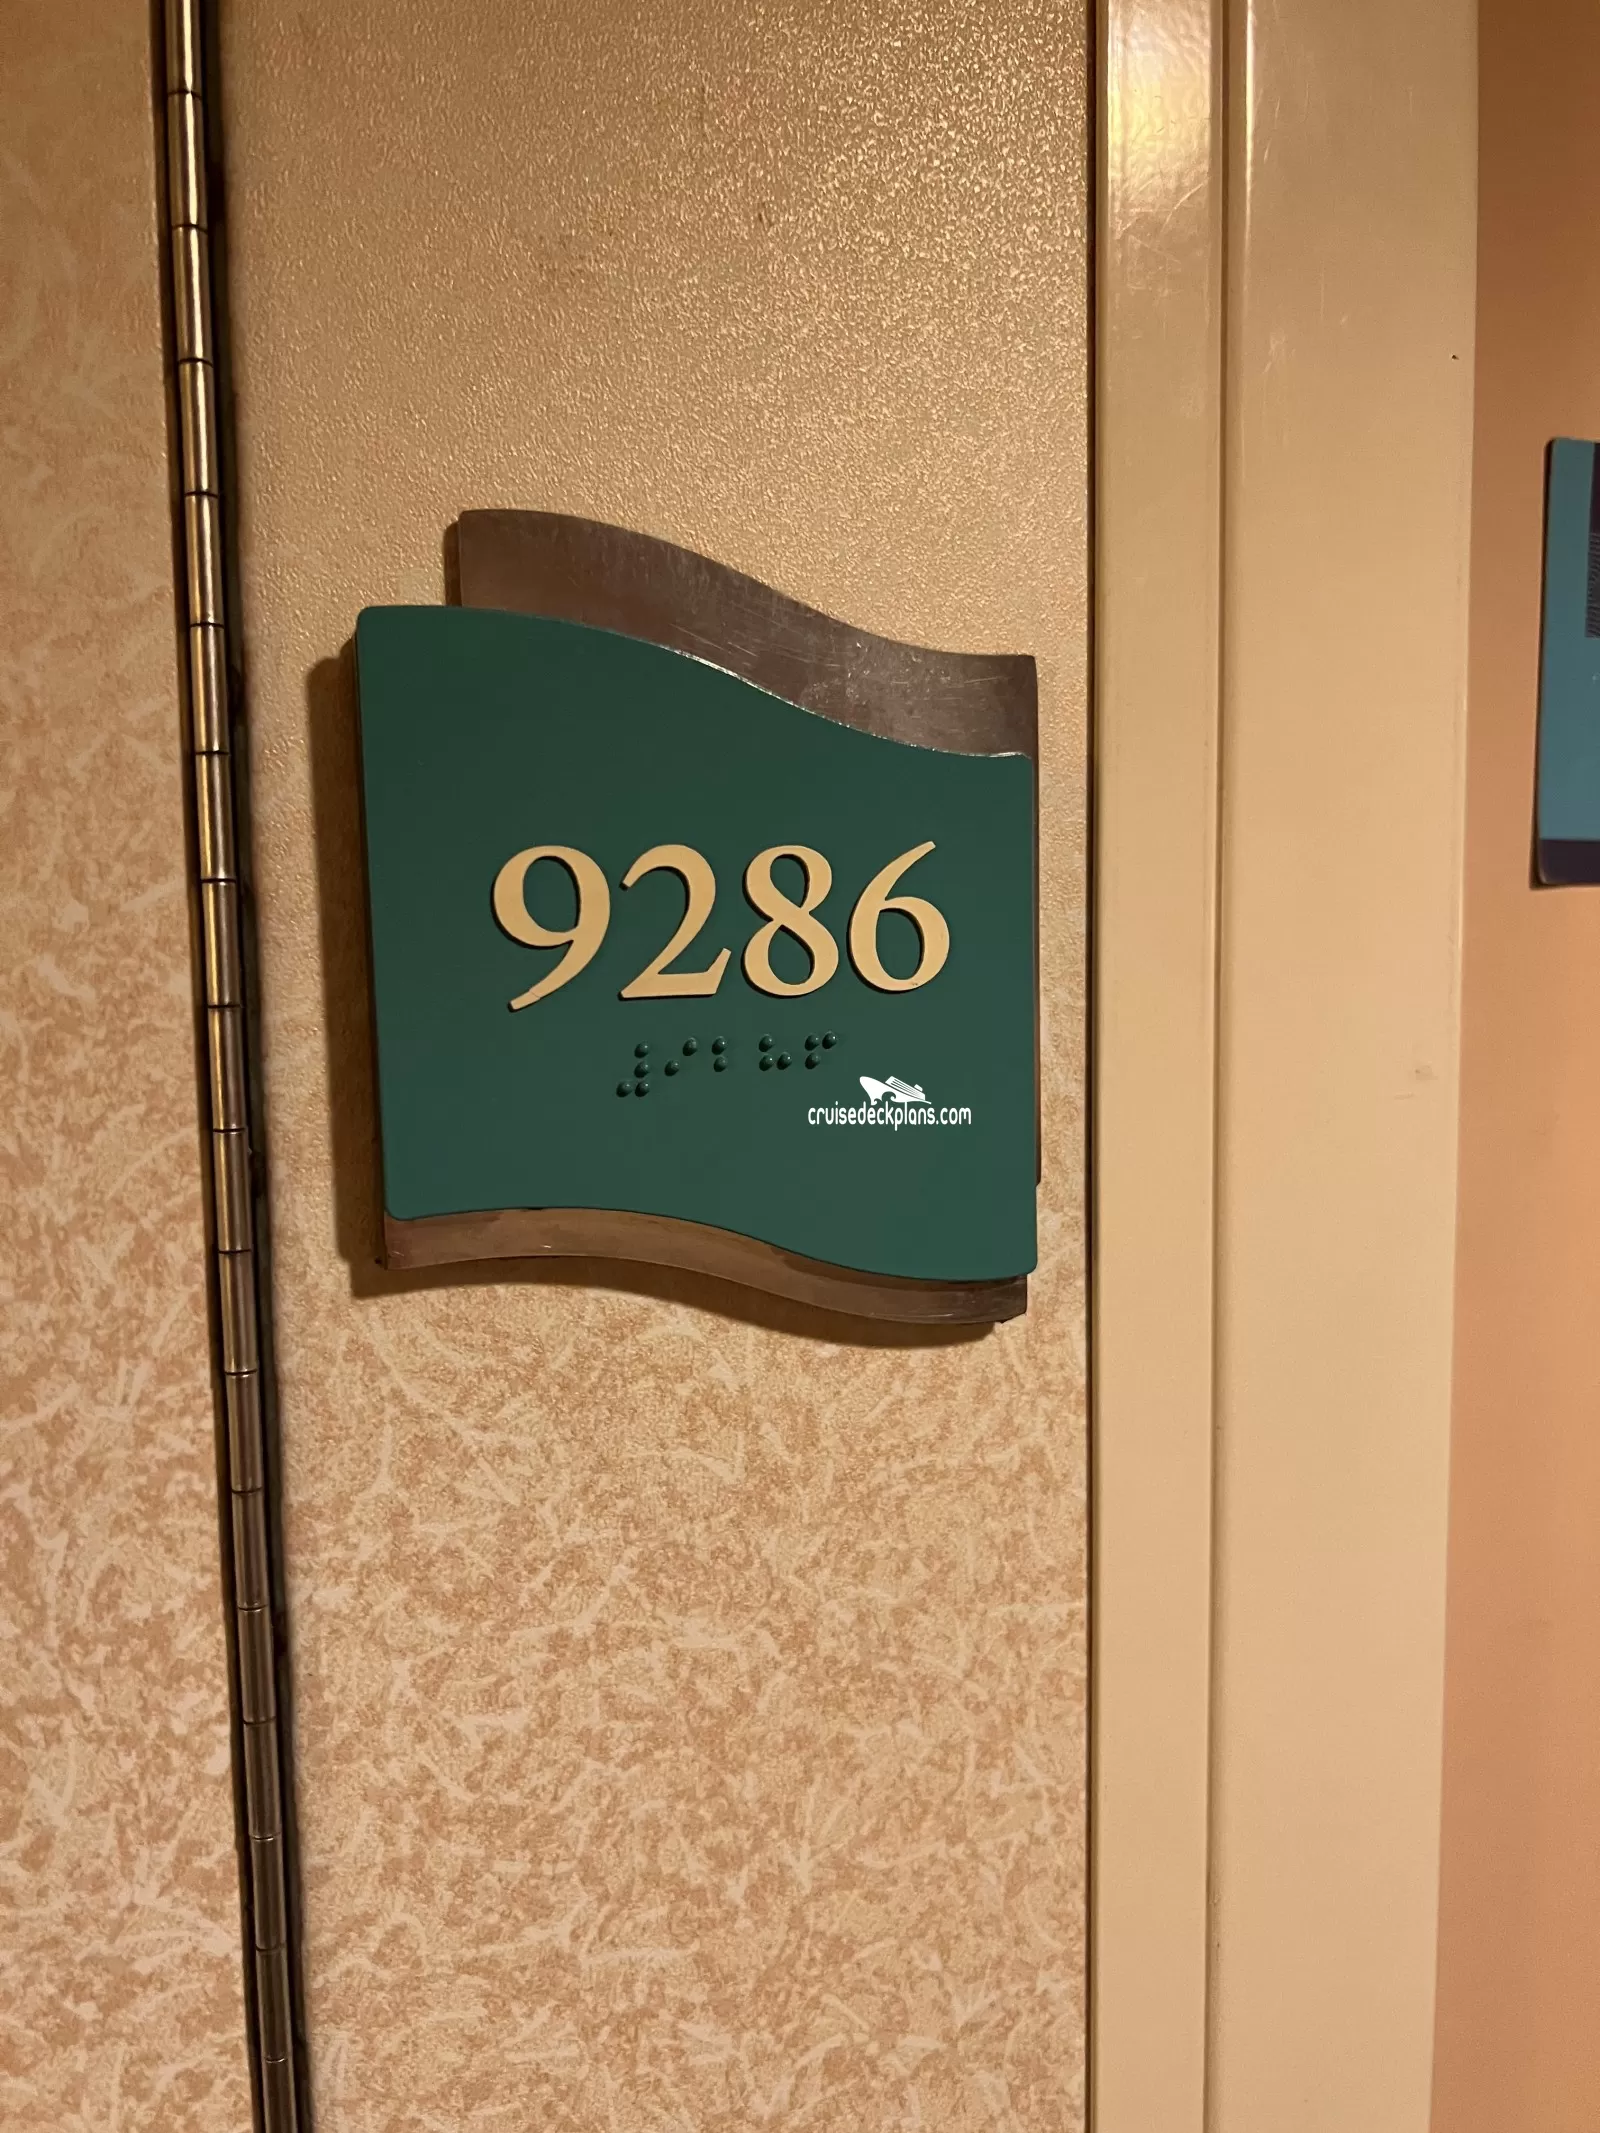 9286
⠼⠊⠃⠓⠋
cruisedeckplans.com